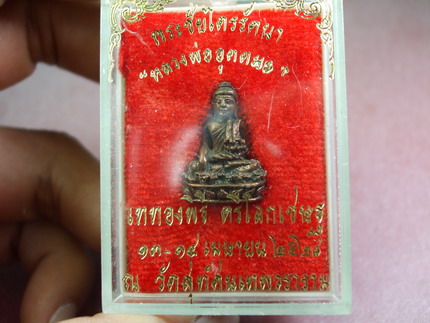 พระชัยไตรรัตนา
"หลวงพ่ออุตตมะ"
เททองพร ตรีโลกเชษฐ
๑๓-๑๔ เมษายน
ณ วัดสุทัศนเทพวราราม